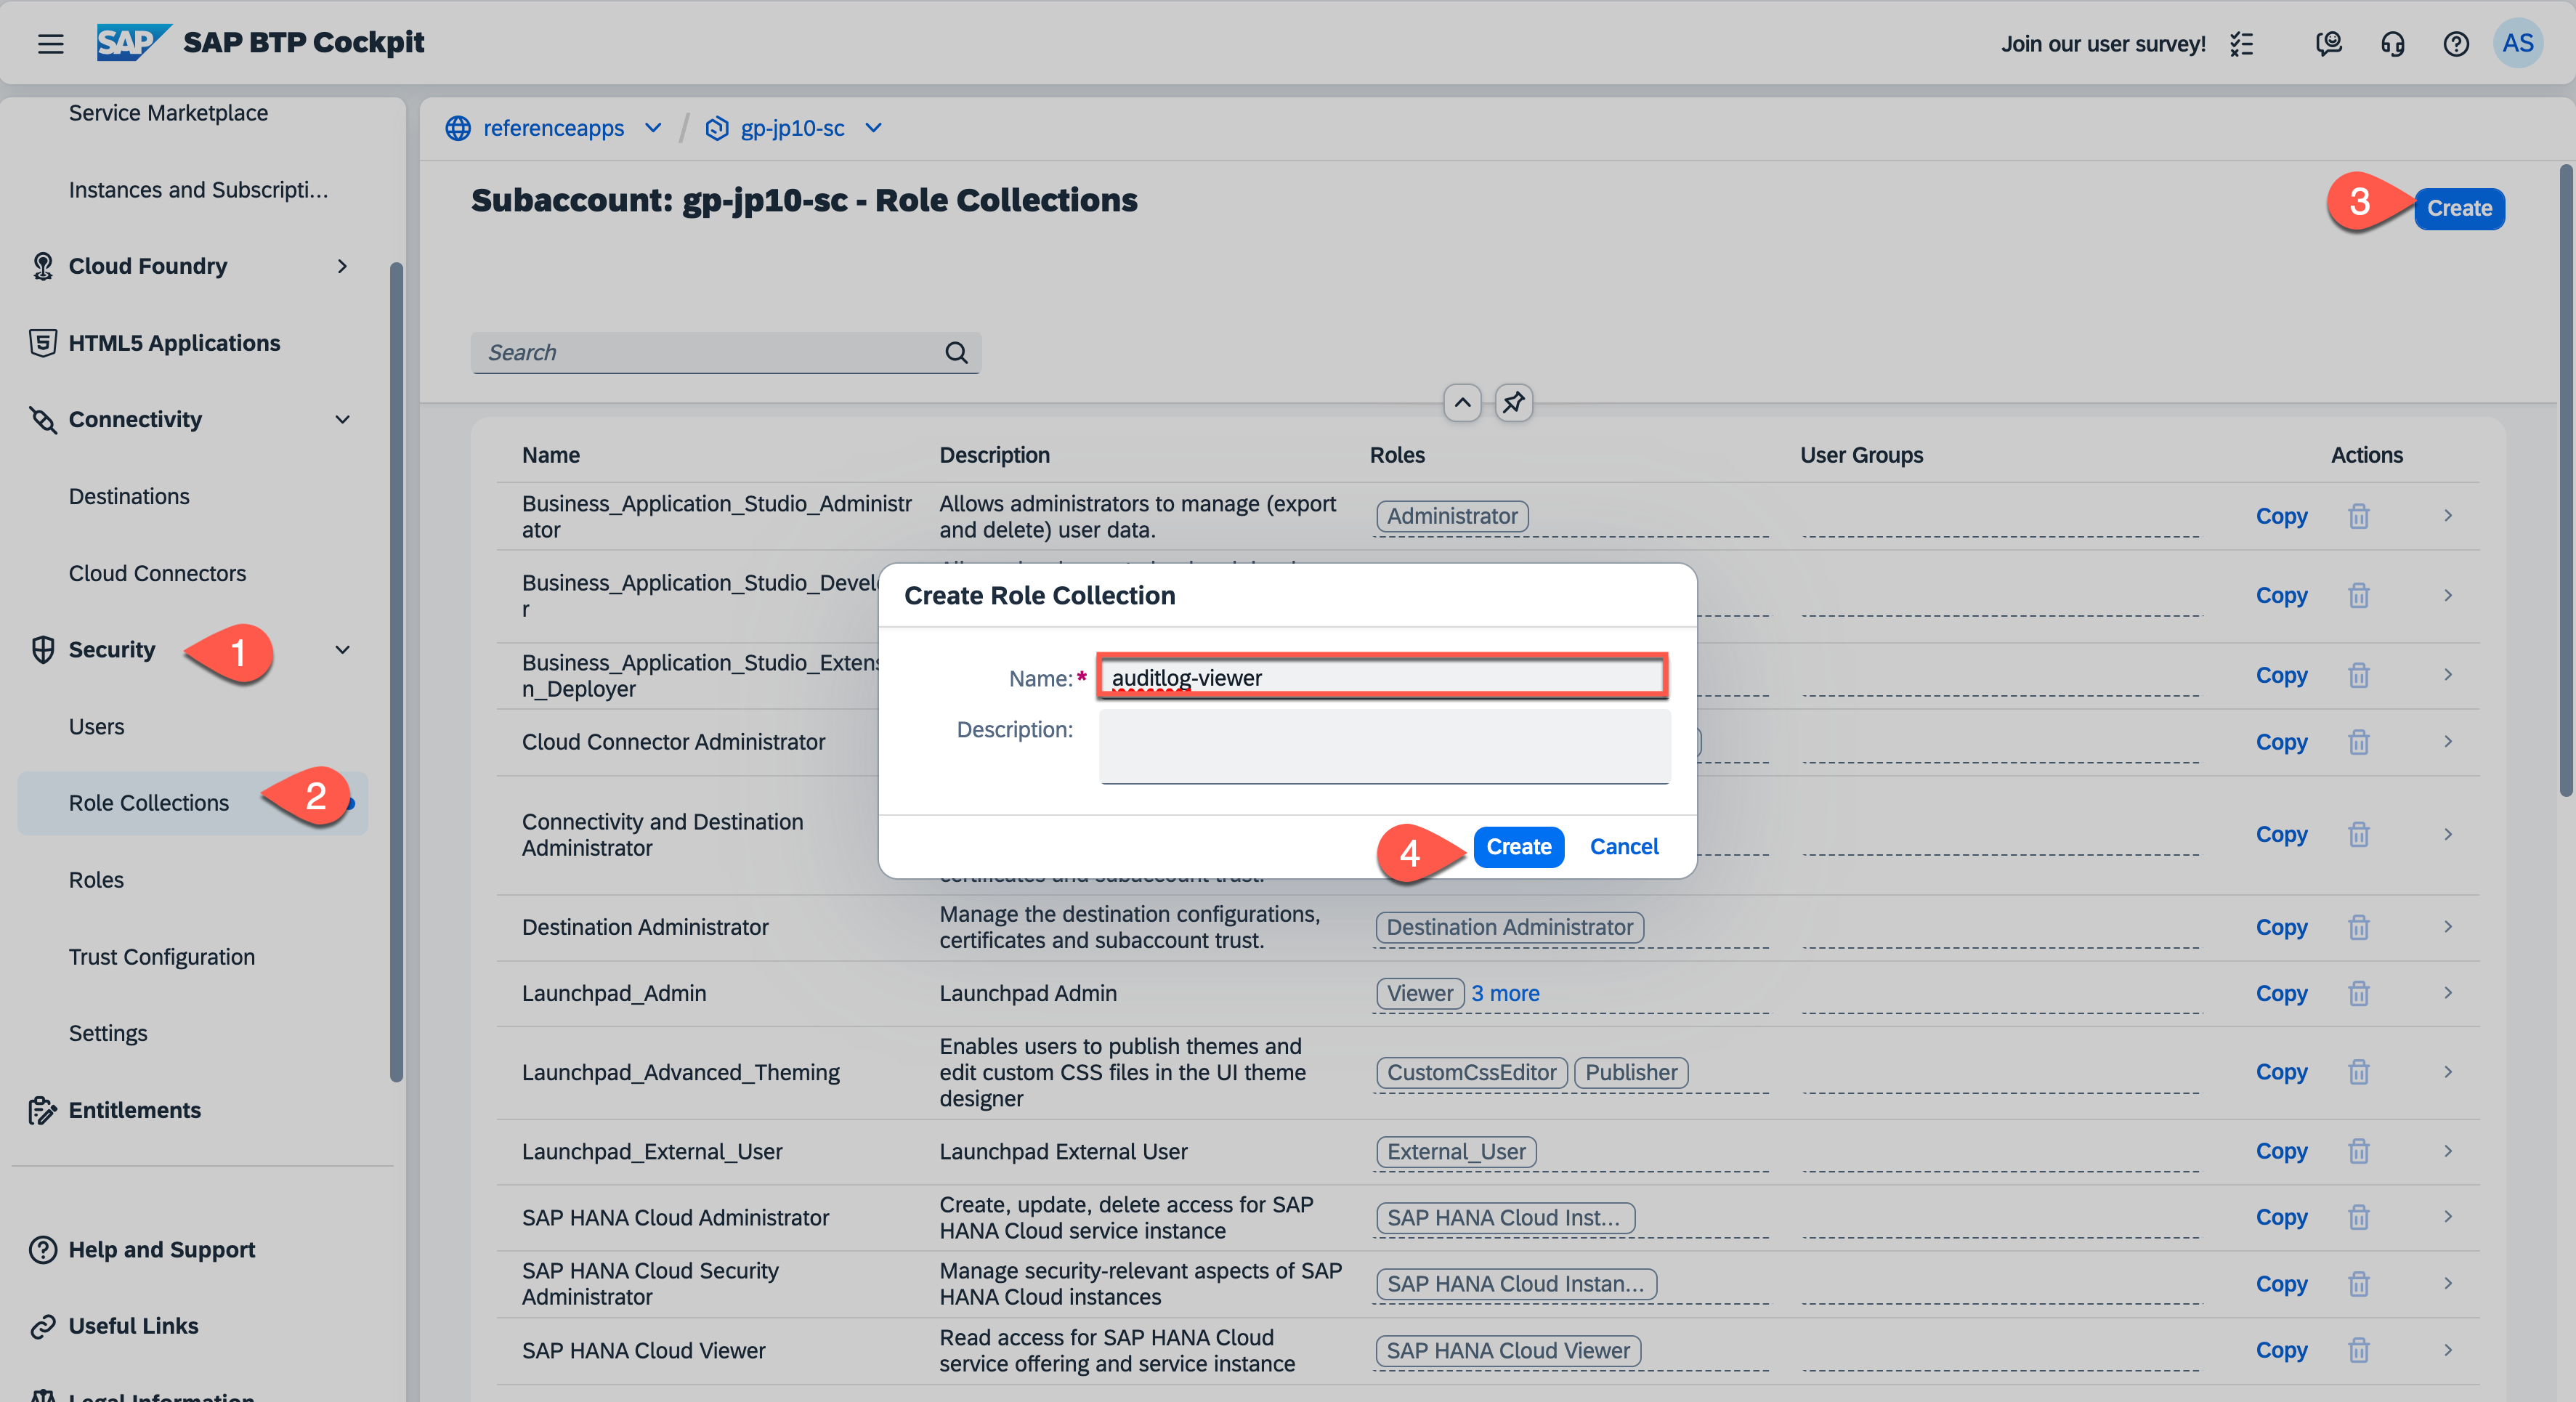 SAP SAP BTP Cockpit
Join our user survey!
AS
Service Marketplace
Instances and Subscripti...
Cloud Foundry
HTML5 Applications
Connectivity
Destinations
Cloud Connectors
Security
1
Users
Role Collections
2
Roles
Trust Configuration
Settings
Entitlements
Help and Support
Useful Links
Legal Information
referenceapps / gp-jp10-sc
Subaccount: gp-jp10-sc - Role Collections
3
Create
Search
Name Description Roles User Groups Actions
Business_Application_Studio_Administr
ator
Allows administrators to manage (export
and delete) user data.
Administrator
Copy
Business_Application_Studio_Devel
r
Copy
Business_Application_Studio_Extens
n_Deployer
Copy
Cloud Connector Administrator
Copy
Connectivity and Destination
Administrator
certificates and subaccount trust.
Copy
Create Role Collection
Name:* auditlog-viewer
Description:
4
Create Cancel
Destination Administrator
Manage the destination configurations,
certificates and subaccount trust.
Destination Administrator
Copy
Launchpad_Admin Launchpad Admin Viewer 3 more Copy
Launchpad_Advanced_Theming
Enables users to publish themes and
edit custom CSS files in the UI theme
designer
CustomCssEditor Publisher
Copy
Launchpad_External_User Launchpad External User External_User Copy
SAP HANA Cloud Administrator
Create, update, delete access for SAP
HANA Cloud service instance
SAP HANA Cloud Inst...
Copy
SAP HANA Cloud Security
Administrator
Manage security-relevant aspects of SAP
HANA Cloud instances
SAP HANA Cloud Instan...
Copy
SAP HANA Cloud Viewer
Read access for SAP HANA Cloud
service offering and service instance
SAP HANA Cloud Viewer
Copy